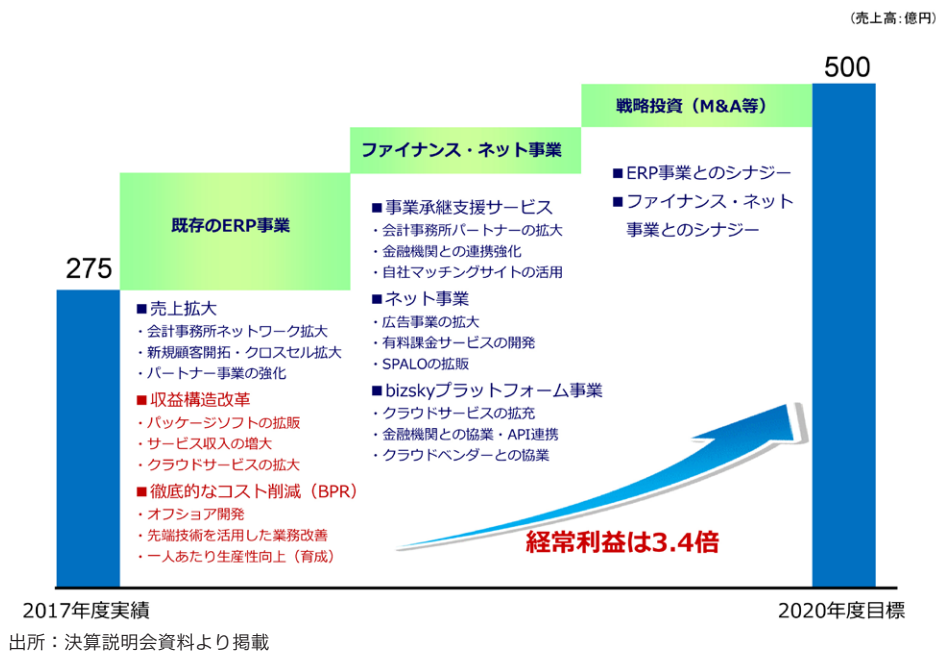 (売上高:億円)
500
戦略投資(M&A等)
■ERP事業とのシナジー
■ファイナンス・ネット
事業とのシナジー
ファイナンス・ネット事業
■事業承継支援サービス
・会計事務所パートナーの拡大
・金融機関との連携強化
・自社マッチングサイトの活用
■ネット事業
・広告事業の拡大
・有料課金サービスの開発
・SPALOの拡販
■bizskyプラットフォーム事業
・クラウドサービスの拡充
・金融機関との協業・API連携
・クラウドベンダーとの協業
既存のERP事業
275
■売上拡大
・会計事務所ネットワーク拡大
・新規顧客開拓・クロスセル拡大
・パートナー事業の強化
■収益構造改革
・パッケージソフトの拡販
・サービス収入の増大
・クラウドサービスの拡大
■徹底的なコスト削減(BPR)
・オフショア開発
・先端技術を活用した業務改善
・一人あたり生産性向上(育成)
経常利益は3.4倍
2017年度実績
2020年度目標
出所:決算説明会資料より掲載